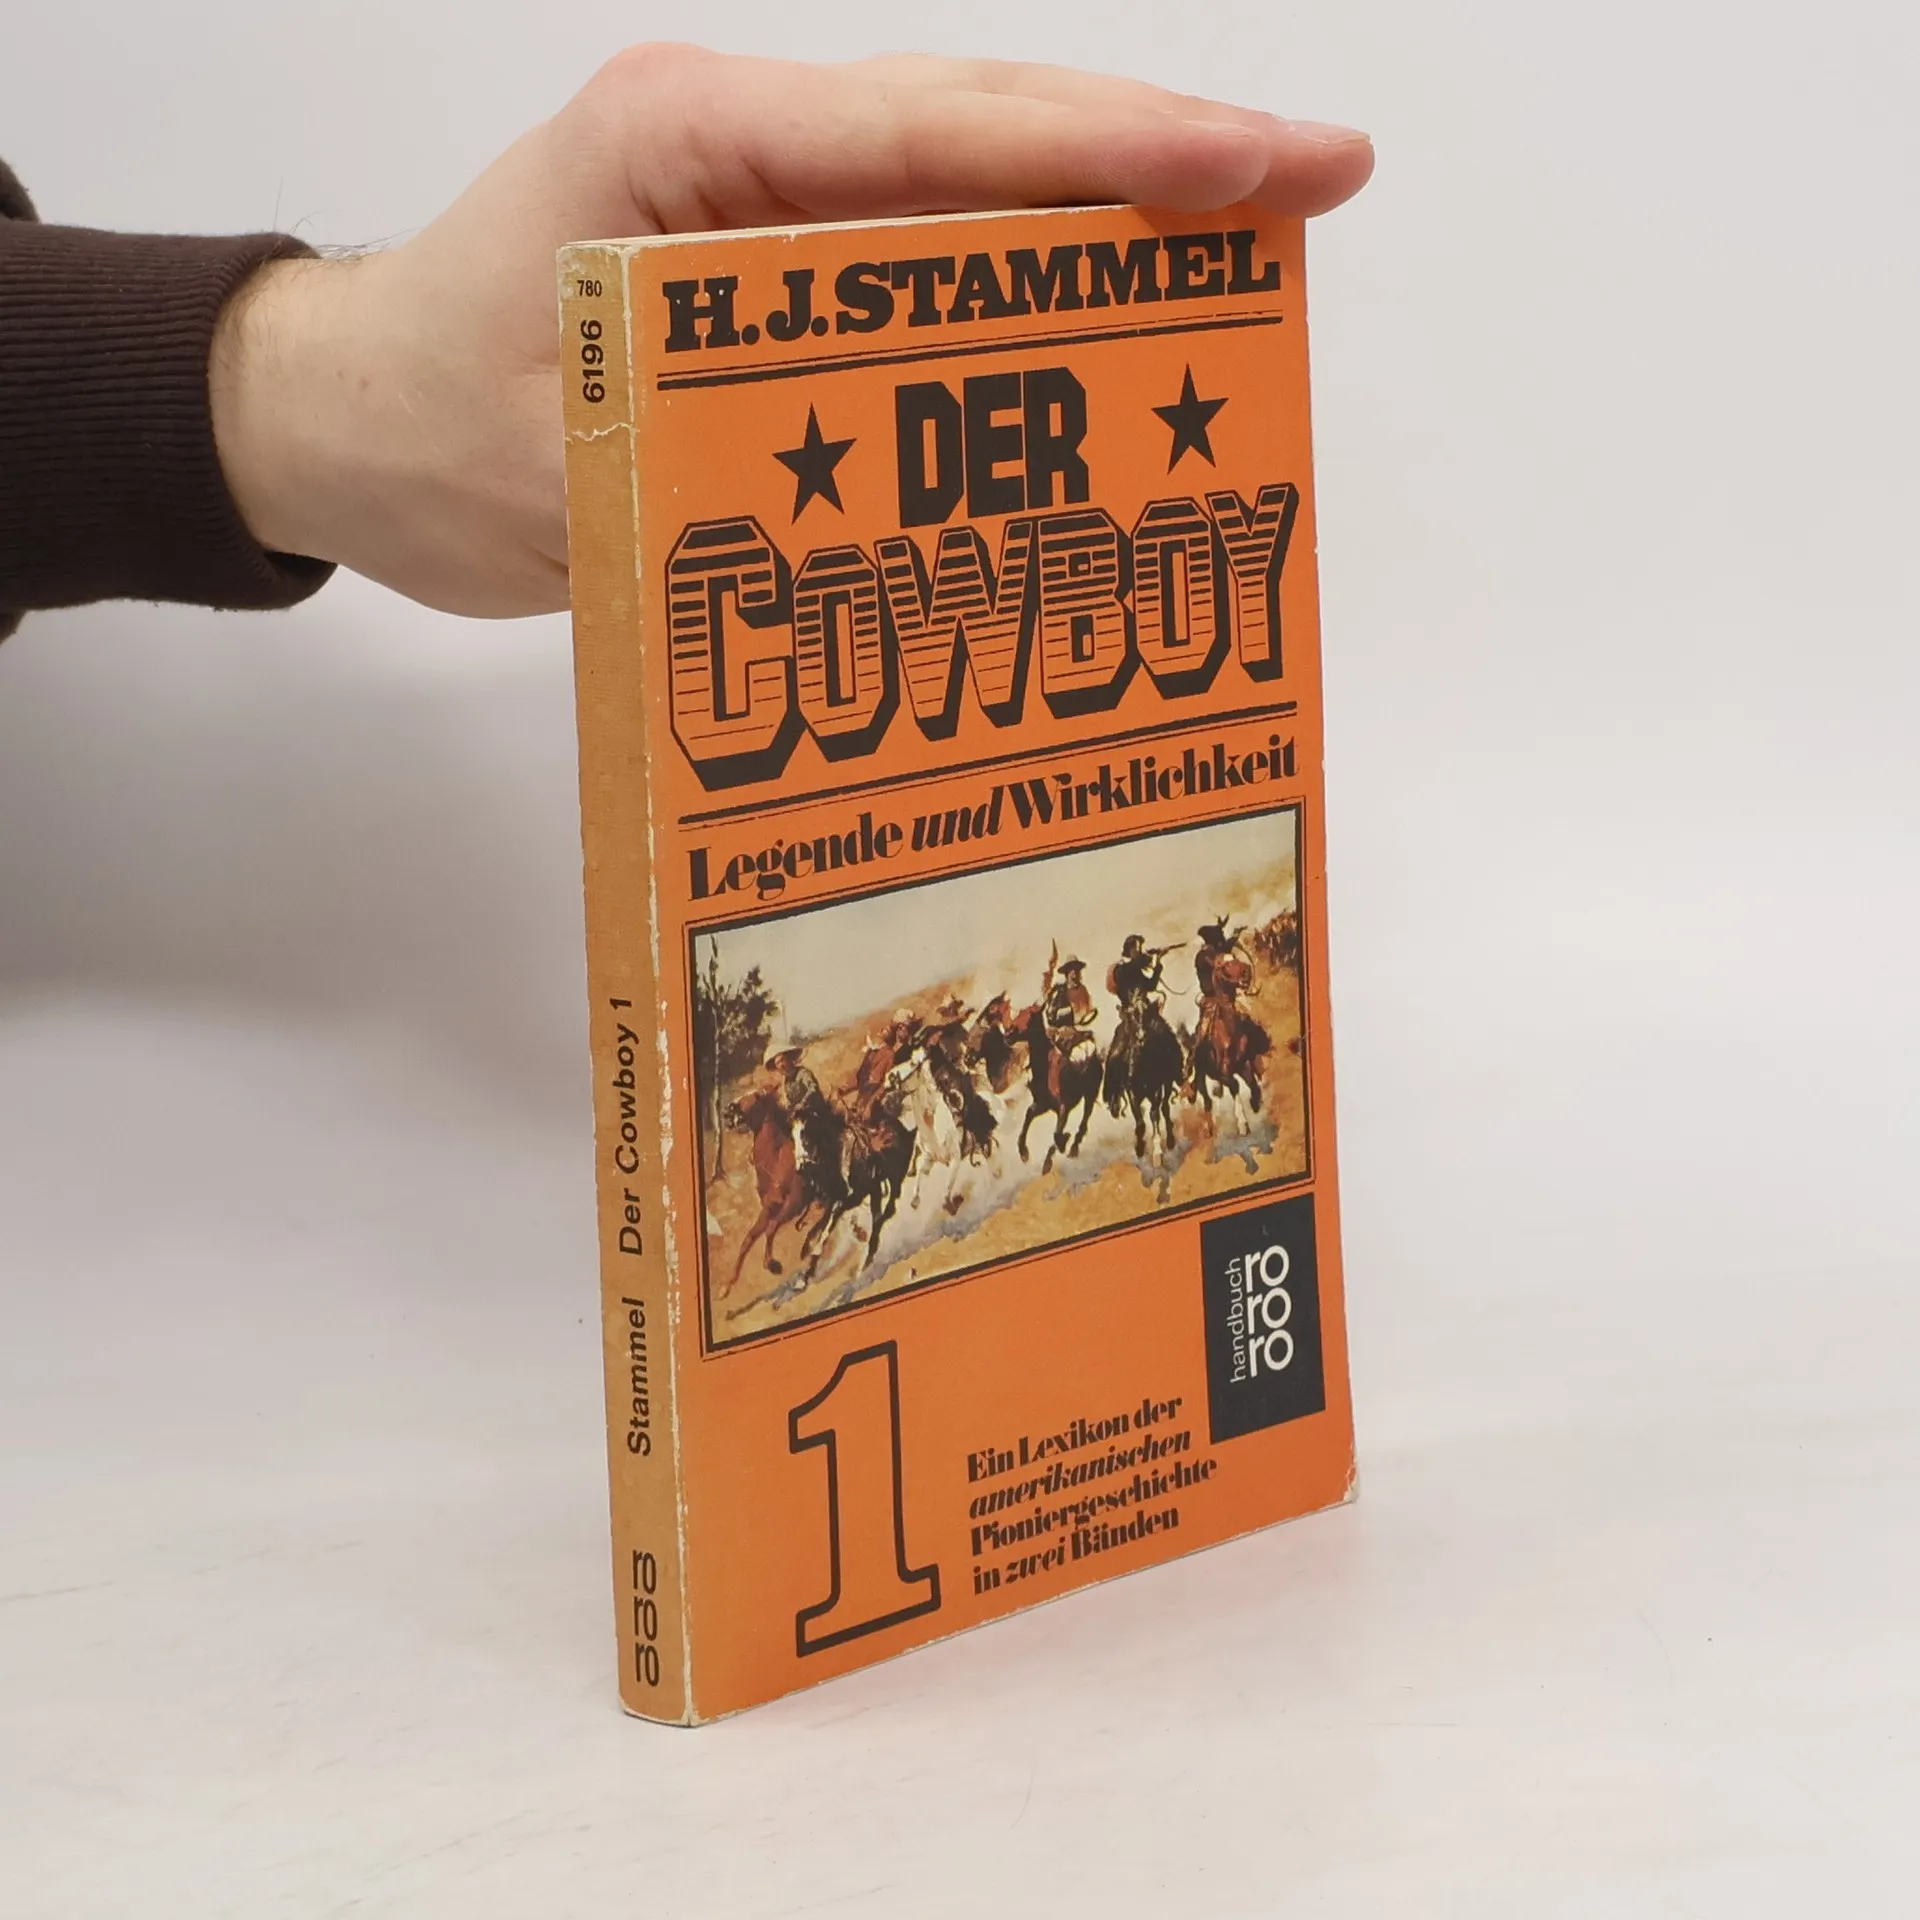 H.J.STAMMEL
DER
COWBOY
Legende und Wirklichkeit
handbuch
ro
ro
ro
1
Ein Lexikon der
amerikanischen
Pioniergeschichte
in zwei Bänden
780
6196
Stammel Der Cowboy 1
ro
ro
ro